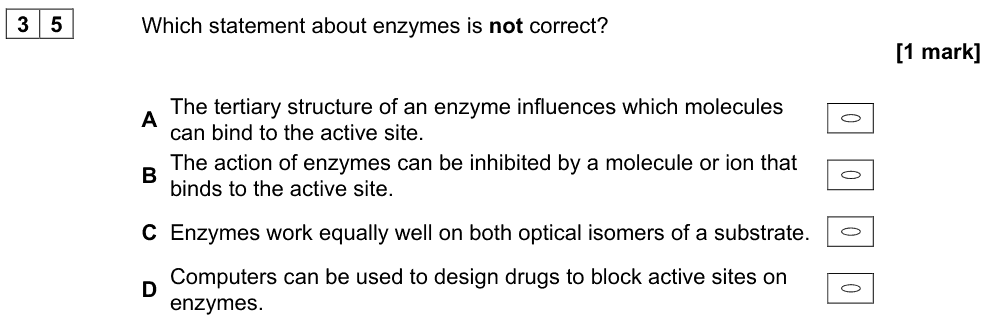 3 5 Which statement about enzymes is not correct?
[1 mark]
A The tertiary structure of an enzyme influences which molecules
can bind to the active site.
B The action of enzymes can be inhibited by a molecule or ion that
binds to the active site.
C Enzymes work equally well on both optical isomers of a substrate.
D Computers can be used to design drugs to block active sites on
enzymes.